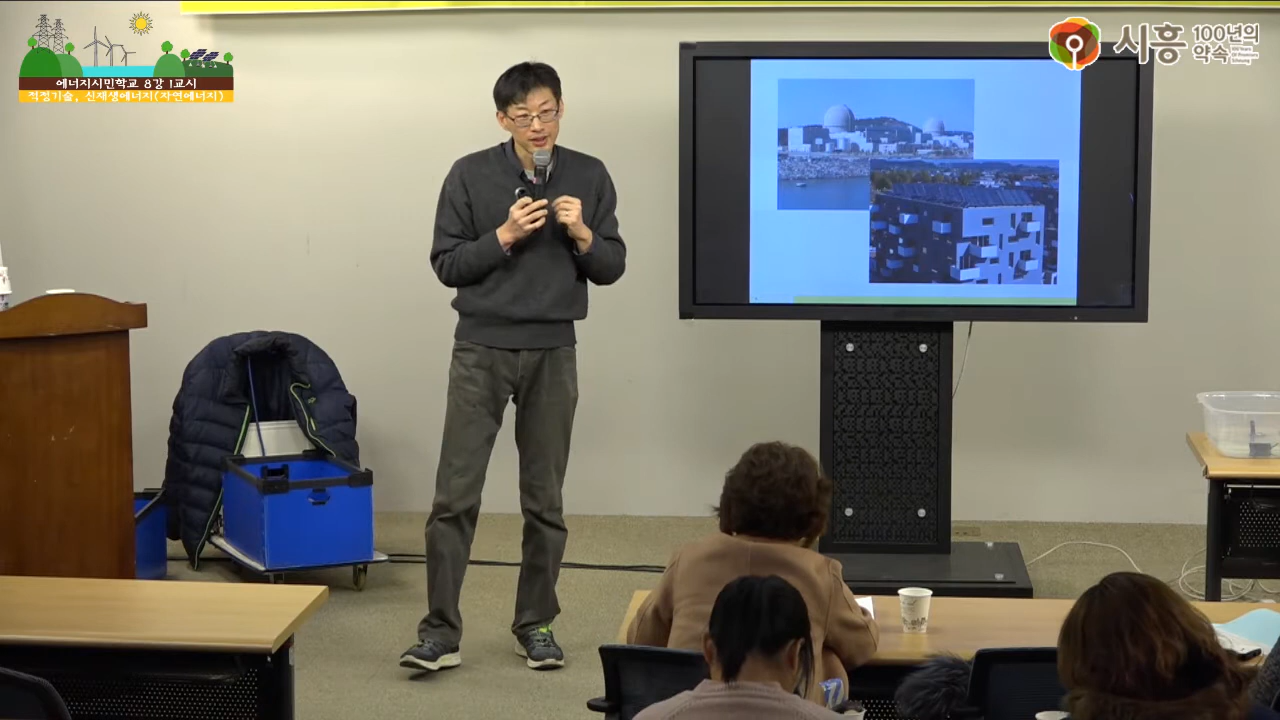 에너지시민학교 8강 1교시
적정기술, 신재생에너지(자연에너지)
시흥
100년의
약속